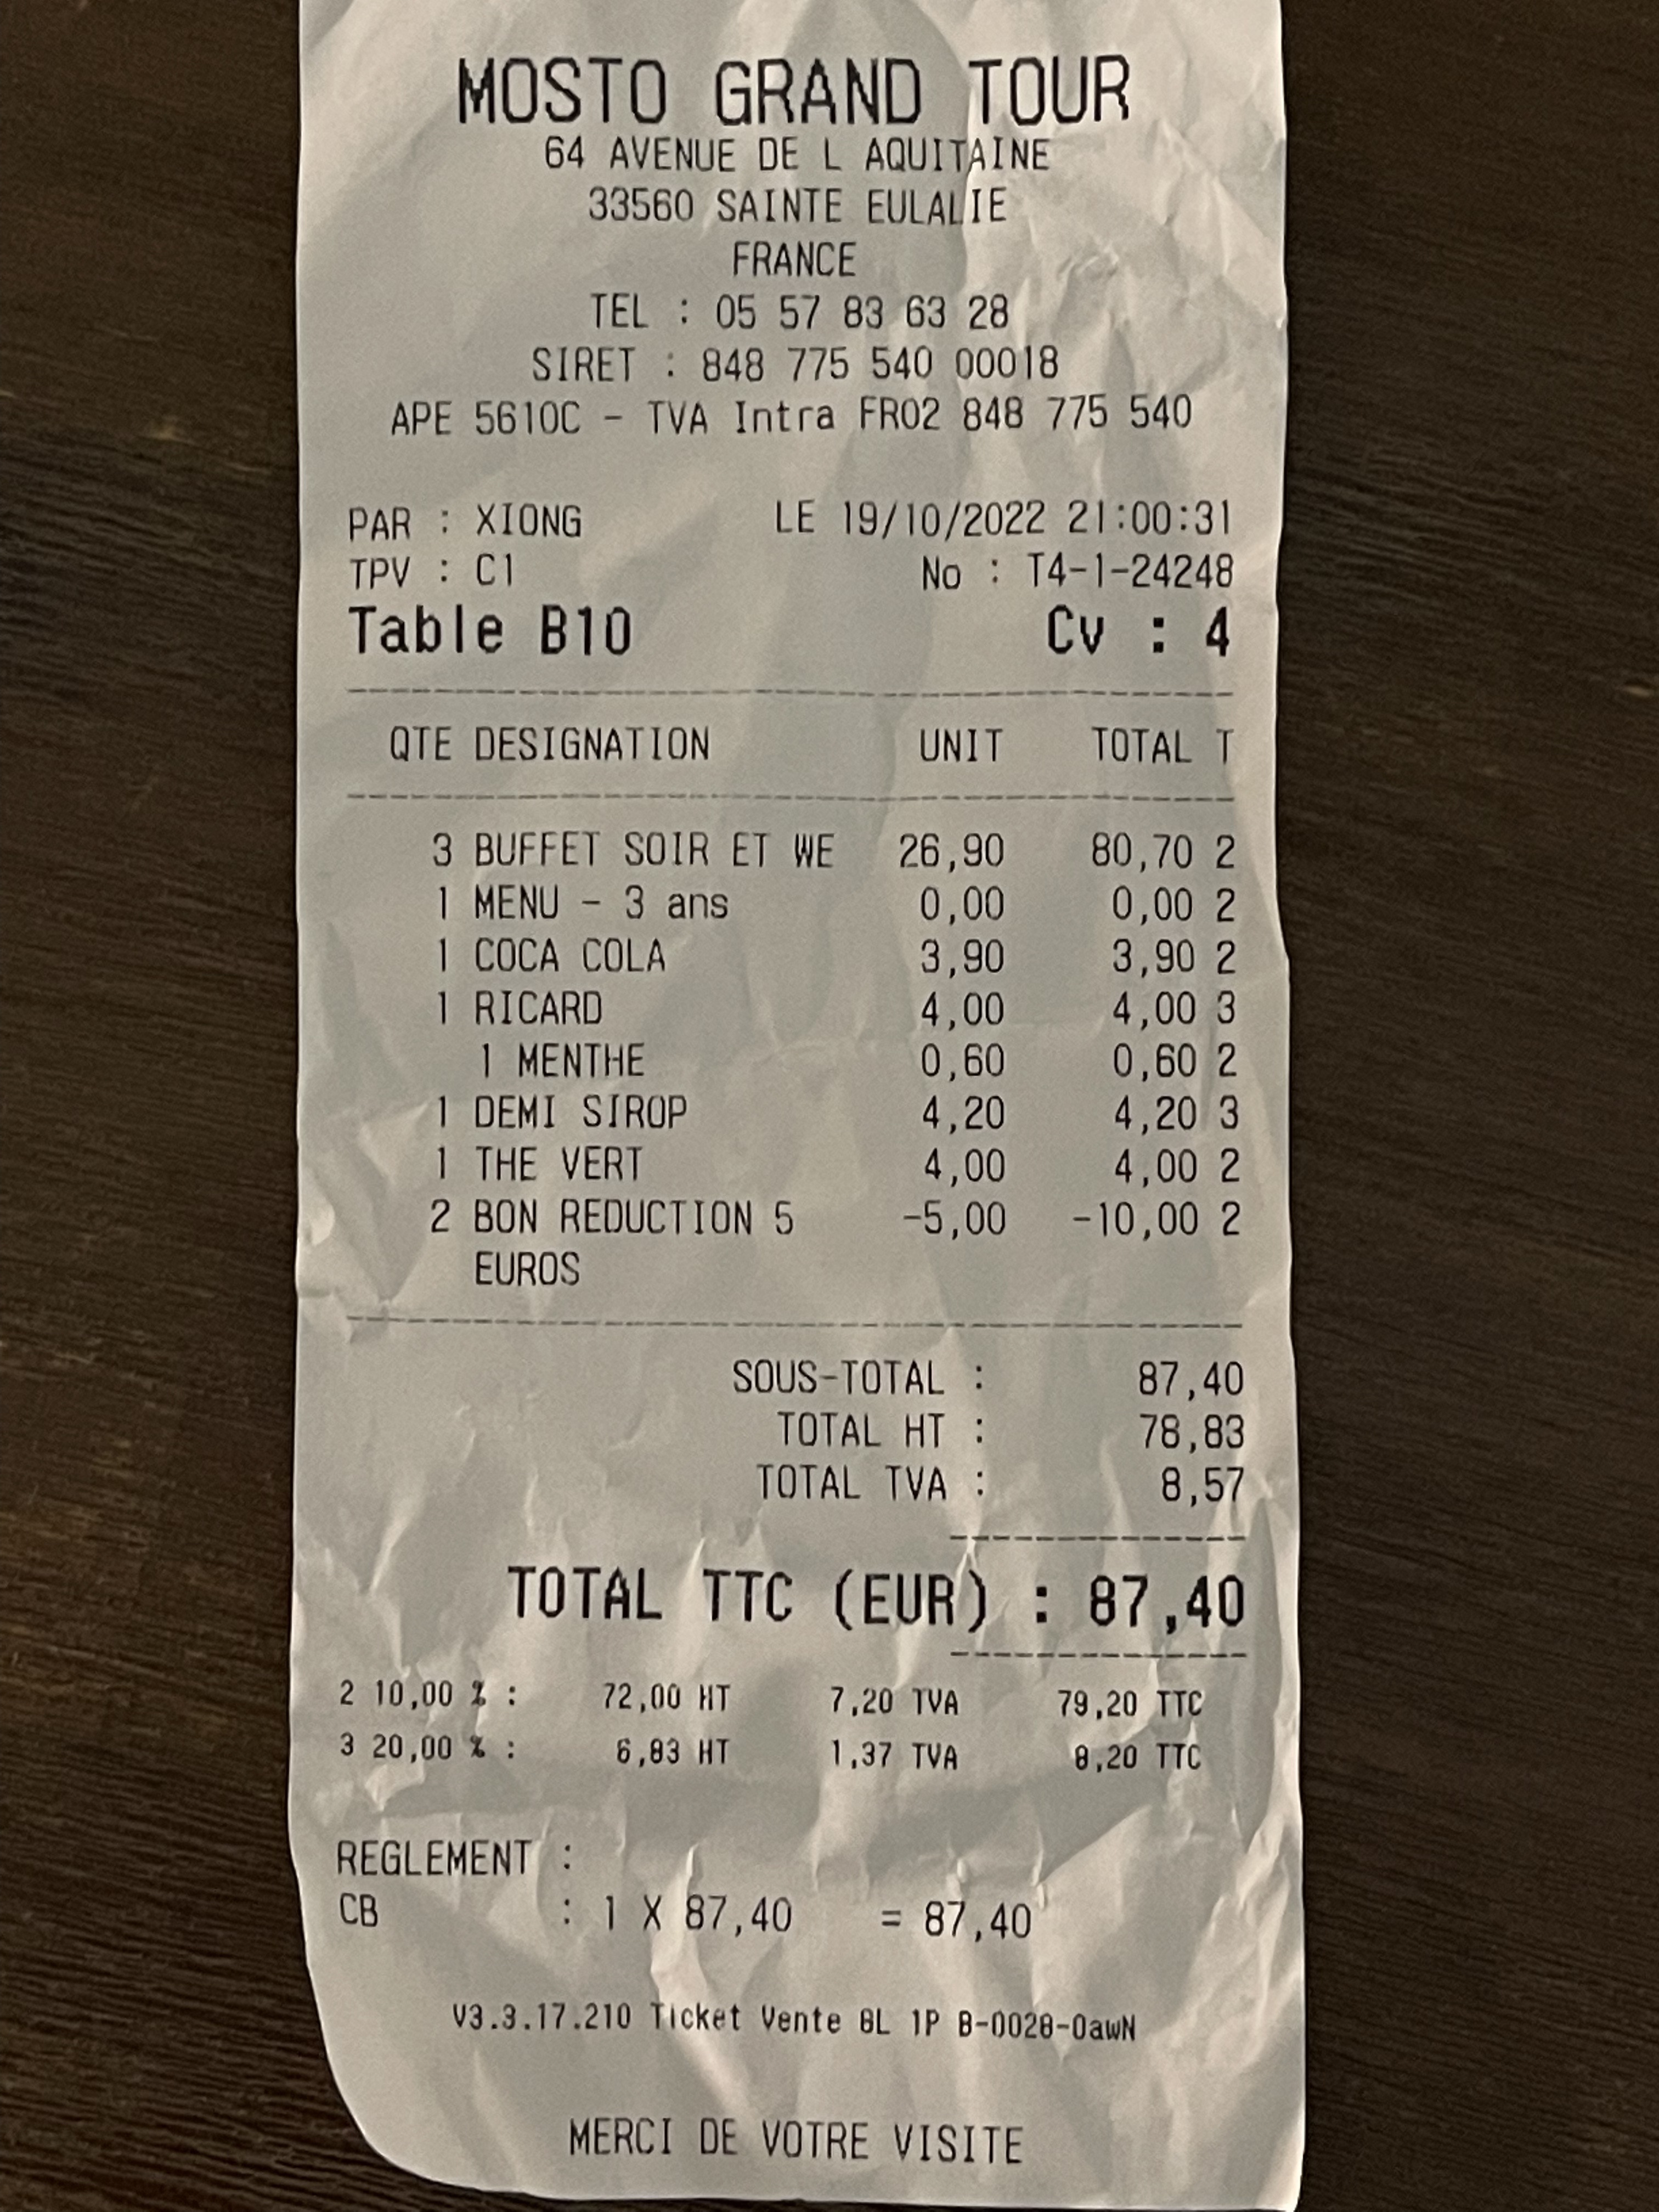 MOSTO GRAND TOUR
64 AVENUE DE L AQUITAINE
33560 SAINTE EULALIE
FRANCE
TEL : 05 57 83 63 28
SIRET : 848 775 540 00018
APE 5610C - TVA Intra FR02 848 775 540
PAR : XIONG LE 19/10/2022 21:00:31
TPV : C1 No : T4-1-24248
Table B10 Cv : 4
QTE DESIGNATION UNIT TOTAL T
3 BUFFET SOIR ET WE 26,90 80,70 2
1 MENU - 3 ans 0,00 0,00 2
1 COCA COLA 3,90 3,90 2
1 RICARD 4,00 4,00 3
1 MENTHE 0,60 0,60 2
1 DEMI SIROP 4,20 4,20 3
1 THE VERT 4,00 4,00 2
2 BON REDUCTION 5 -5,00 -10,00 2
EUROS
SOUS-TOTAL : 87,40
TOTAL HT : 78,83
TOTAL TVA : 8,57
TOTAL TTC (EUR) : 87,40
2 10,00 % : 72,00 HT 7,20 TVA 79,20 TTC
3 20,00 % : 6,83 HT 1,37 TVA 8,20 TTC
REGLEMENT :
CB : 1 X 87,40 = 87,40
V3.3.17.210 Ticket Vente 8L 1P B-0028-0awN
MERCI DE VOTRE VISITE